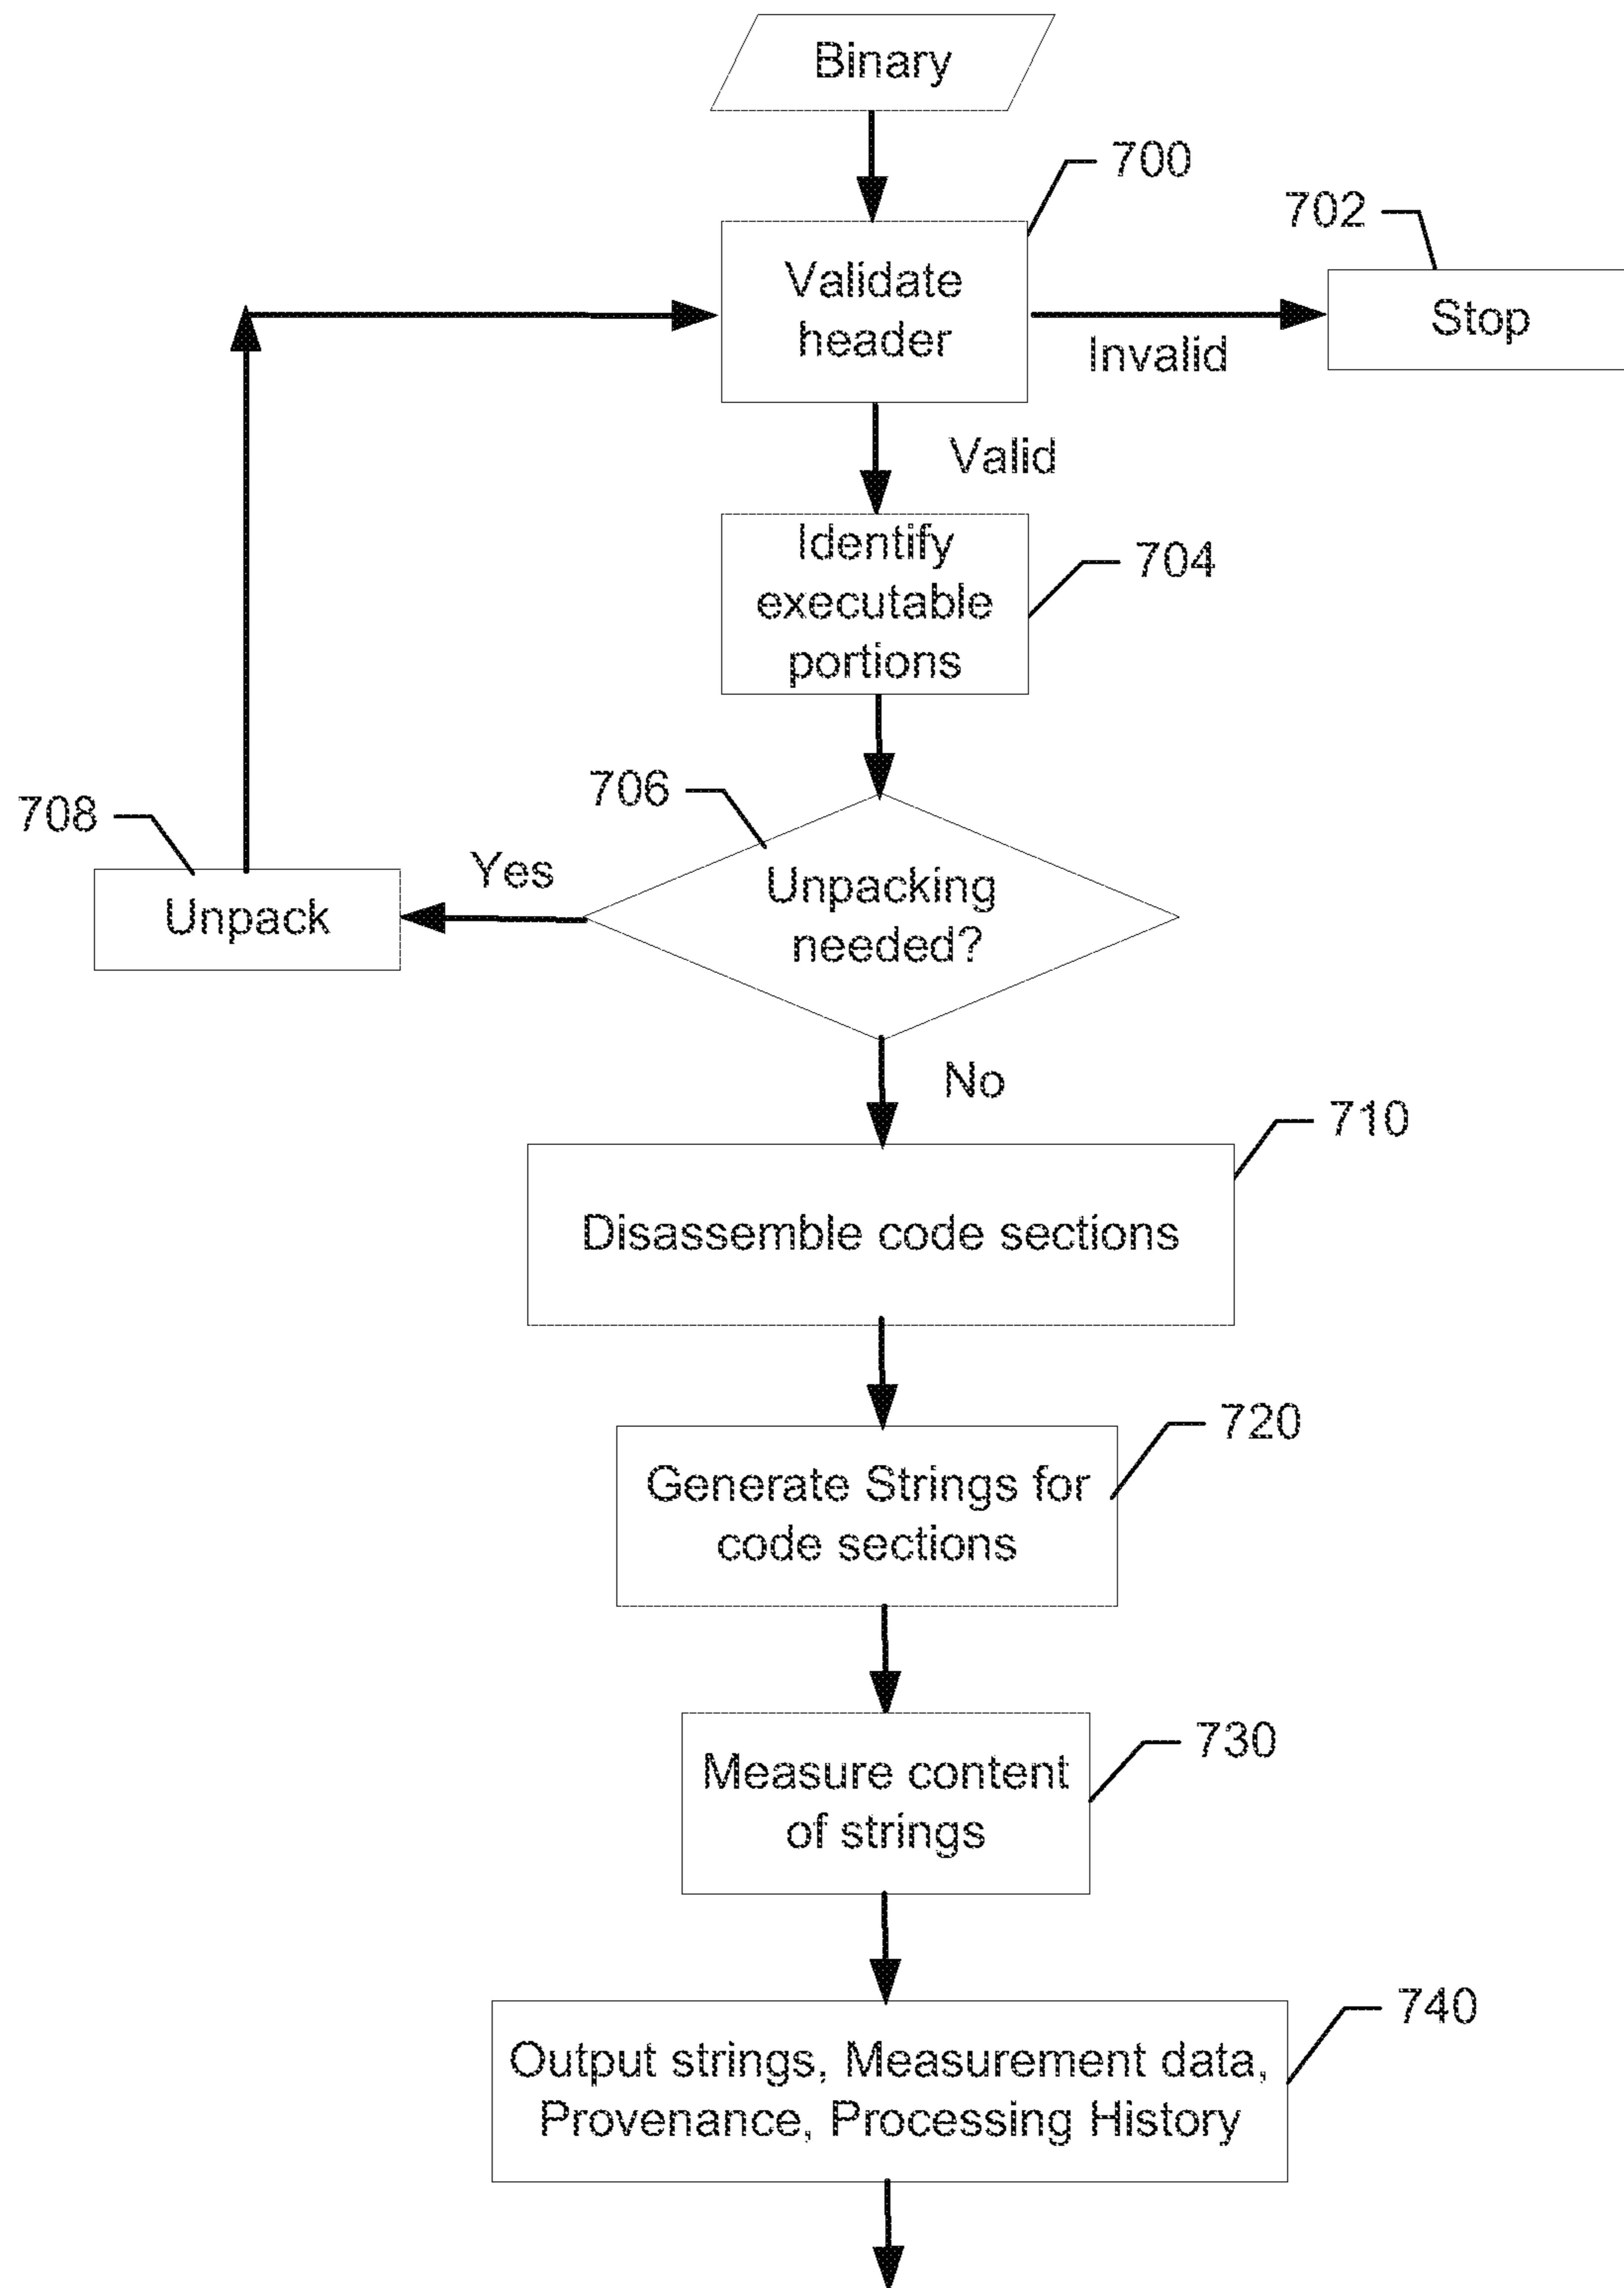 Binary
700
702
Validate
header
Stop
Invalid
Valid
Identify
executable
portions
704
706
708
Yes
Unpack
Unpacking
needed?
No
710
Disassemble code sections
720
Generate Strings for
code sections
730
Measure content
of strings
740
Output strings, Measurement data,
Provenance, Processing History